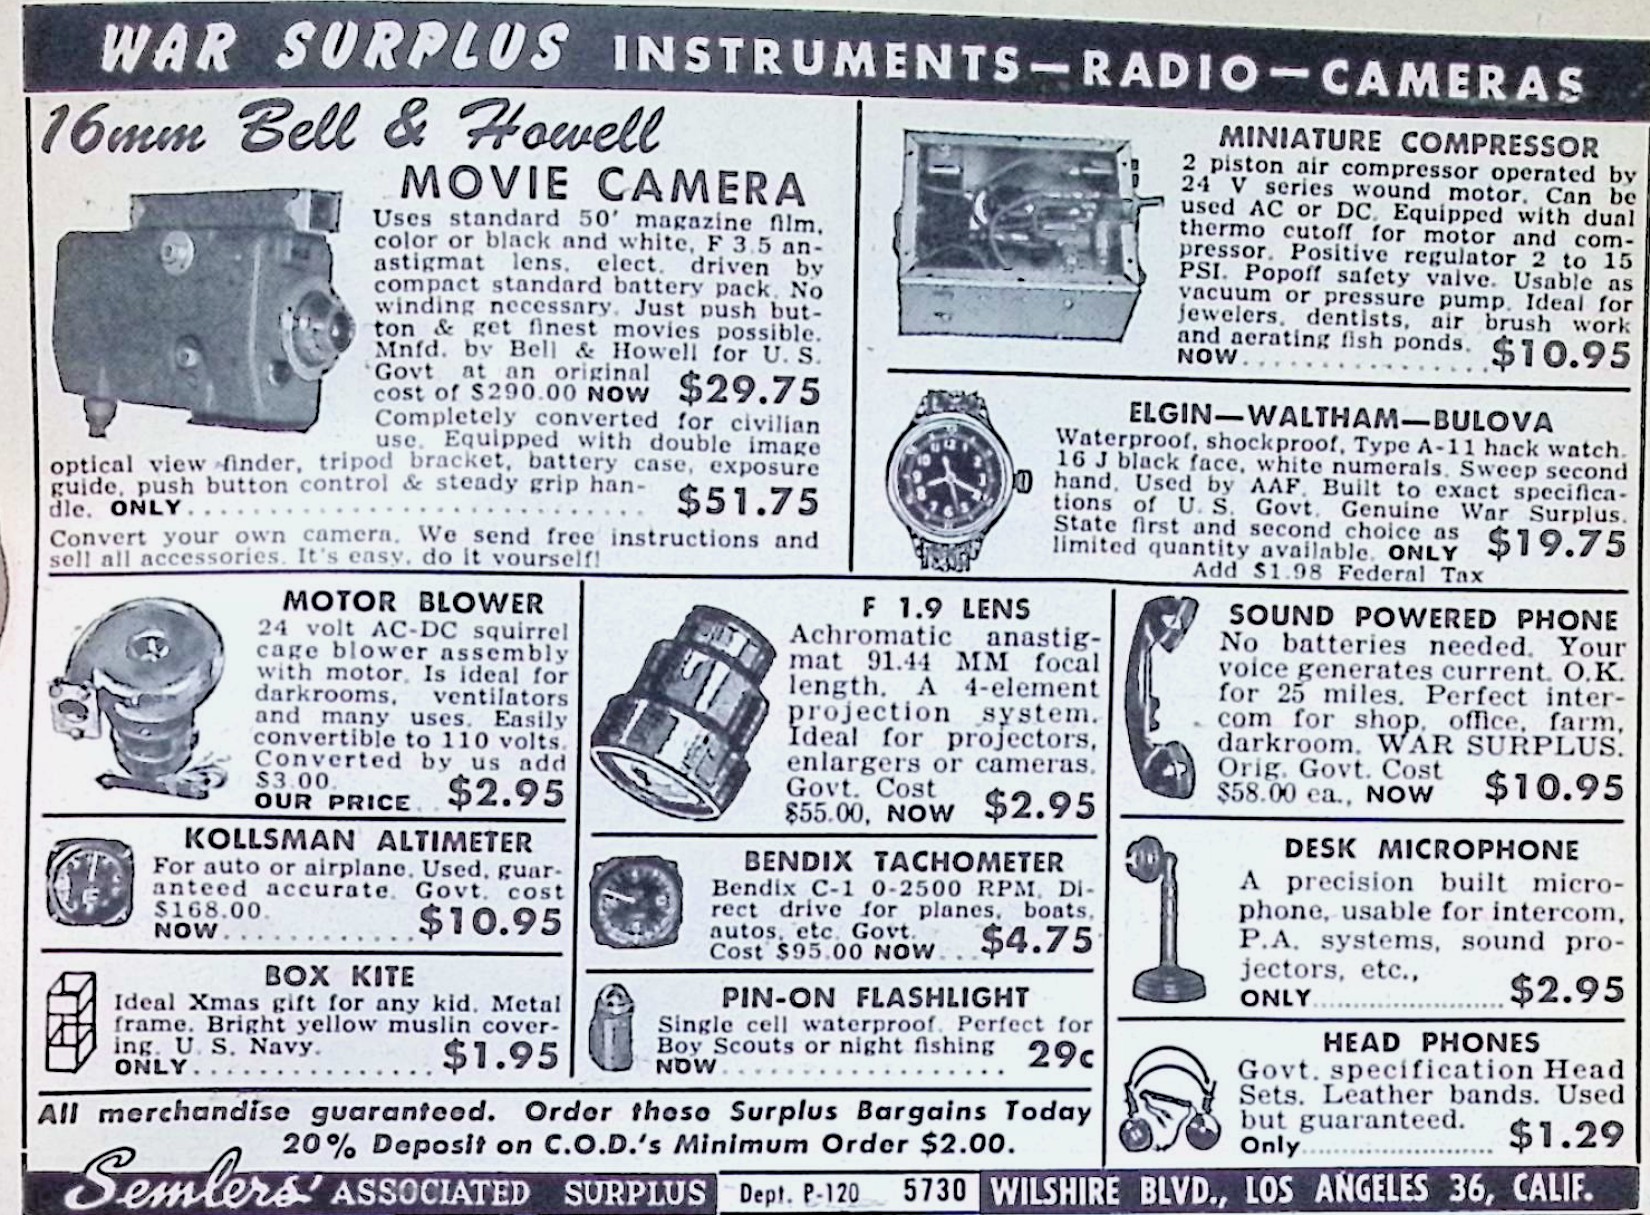 WAR SURPLUS INSTRUMENTS—RADIO—CAMERAS
16mm Bell & Howell
MOVIE CAMERA
Uses standard 50' magazine film,
color or black and white, F 3.5 an-
astigmat lens, elect. driven by
compact standard battery pack. No
winding necessary. Just push but-
ton & get finest movies possible.
Mnfd. by Bell & Howell for U. S.
Govt at an original
cost of $290.00 NOW $29.75
Completely converted for civilian
use. Equipped with double image
optical view finder, tripod bracket, battery case, exposure
guide, push button control & steady grip han-
dle. ONLY............................ $51.75
Convert your own camera. We send free instructions and
sell all accessories. It's easy, do it yourself!
MINIATURE COMPRESSOR
2 piston air compressor operated by
24 V series wound motor. Can be
used AC or DC. Equipped with dual
thermo cutoff for motor and com-
pressor. Positive regulator 2 to 15
PSI. Popoff safety valve. Usable as
vacuum or pressure pump. Ideal for
jewelers, dentists, air brush work
and aerating fish ponds.
NOW............... $10.95
ELGIN—WALTHAM—BULOVA
Waterproof, shockproof, Type A-11 hack watch.
16 J black face, white numerals. Sweep second
hand. Used by AAF. Built to exact specifica-
tions of U. S. Govt. Genuine War Surplus.
State first and second choice as
limited quantity available. ONLY $19.75
Add $1.98 Federal Tax
MOTOR BLOWER
24 volt AC-DC squirrel
cage blower assembly
with motor. Is ideal for
darkrooms, ventilators
and many uses. Easily
convertible to 110 volts.
Converted by us add
$3.00.
OUR PRICE.. $2.95
F 1.9 LENS
Achromatic anastig-
mat 91.44 MM focal
length. A 4-element
projection system.
Ideal for projectors,
enlargers or cameras.
Govt. Cost
$55.00, NOW $2.95
SOUND POWERED PHONE
No batteries needed. Your
voice generates current. O.K.
for 25 miles. Perfect inter-
com for shop, office, farm,
darkroom. WAR SURPLUS.
Orig. Govt. Cost
$58.00 ea., NOW $10.95
KOLLSMAN ALTIMETER
For auto or airplane. Used, guar-
anteed accurate. Govt. cost
$168.00.
NOW............ $10.95
BENDIX TACHOMETER
Bendix C-1 0-2500 RPM. Di-
rect drive for planes, boats,
autos, etc. Govt.
Cost $95.00 NOW... $4.75
DESK MICROPHONE
A precision built micro-
phone, usable for intercom,
P.A. systems, sound pro-
jectors, etc.,
ONLY........................ $2.95
BOX KITE
Ideal Xmas gift for any kid. Metal
frame. Bright yellow muslin cover-
ing. U. S. Navy.
ONLY............... $1.95
PIN-ON FLASHLIGHT
Single cell waterproof. Perfect for
Boy Scouts or night fishing
NOW................. 29c
HEAD PHONES
Govt. specification Head
Sets. Leather bands. Used
but guaranteed.
Only........................ $1.29
All merchandise guaranteed. Order these Surplus Bargains Today
20% Deposit on C.O.D.'s Minimum Order $2.00.
Semlers' ASSOCIATED SURPLUS Dept. P-120 5730 WILSHIRE BLVD., LOS ANGELES 36, CALIF.